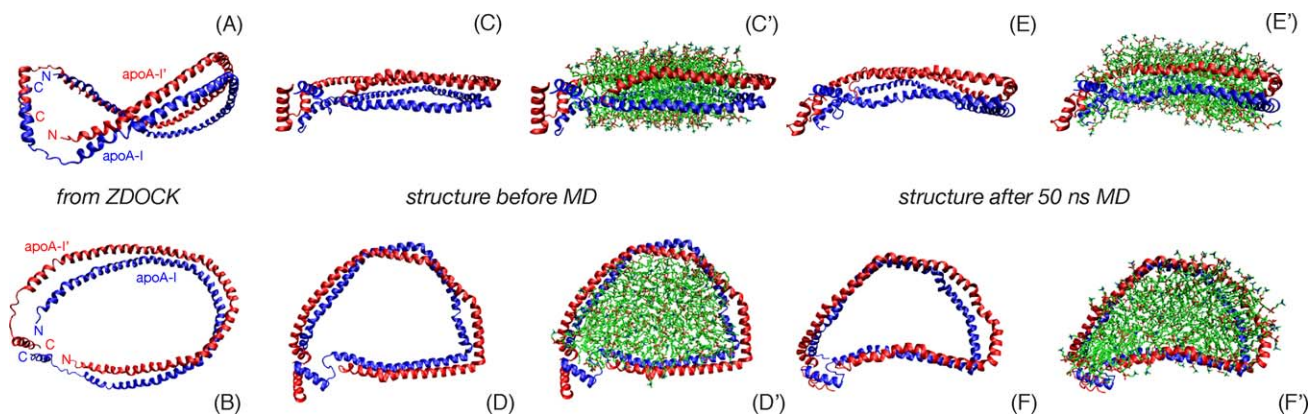 (A)
(C)
(C')
(E)
(E')
N
C
apoA-I'
C
N
apoA-I
from ZDOCK
structure before MD
structure after 50 ns MD
apoA-I'
apoA-I
N
C
C
N
(B)
(D)
(D')
(F)
(F')